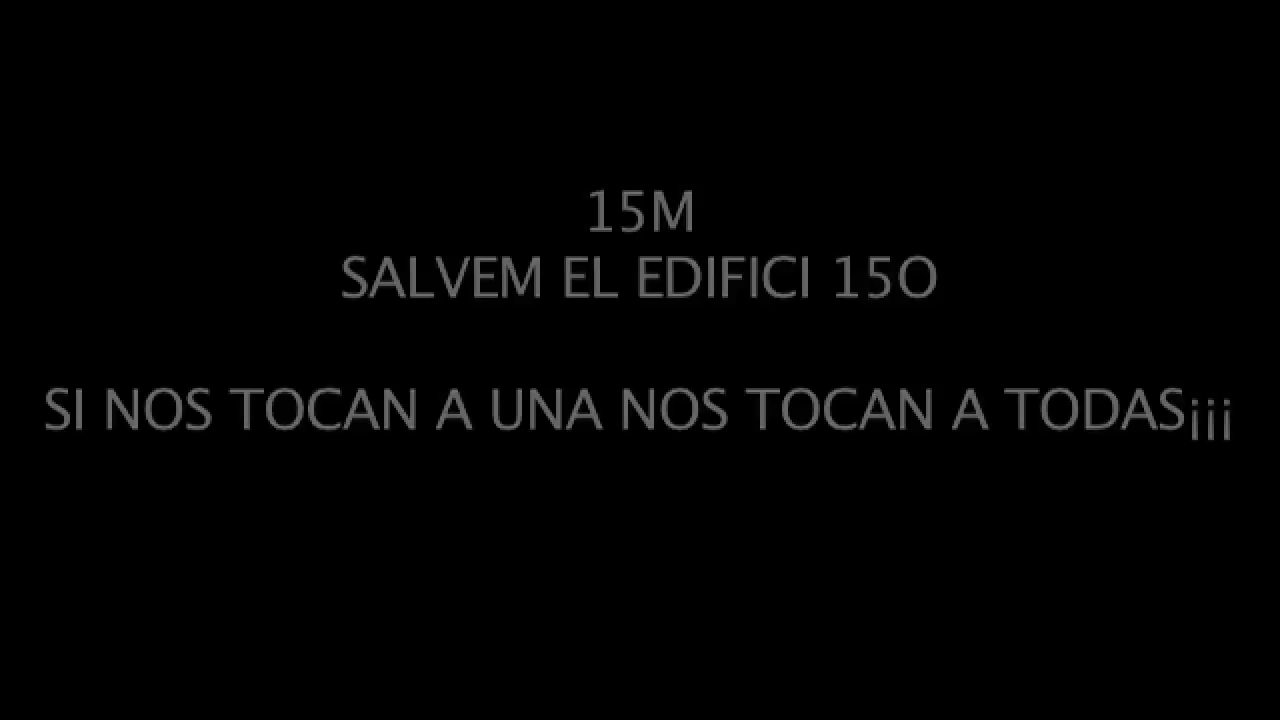 15M
SALVEM EL EDIFICI 15O
SI NOS TOCAN A UNA NOS TOCAN A TODAS¡¡¡